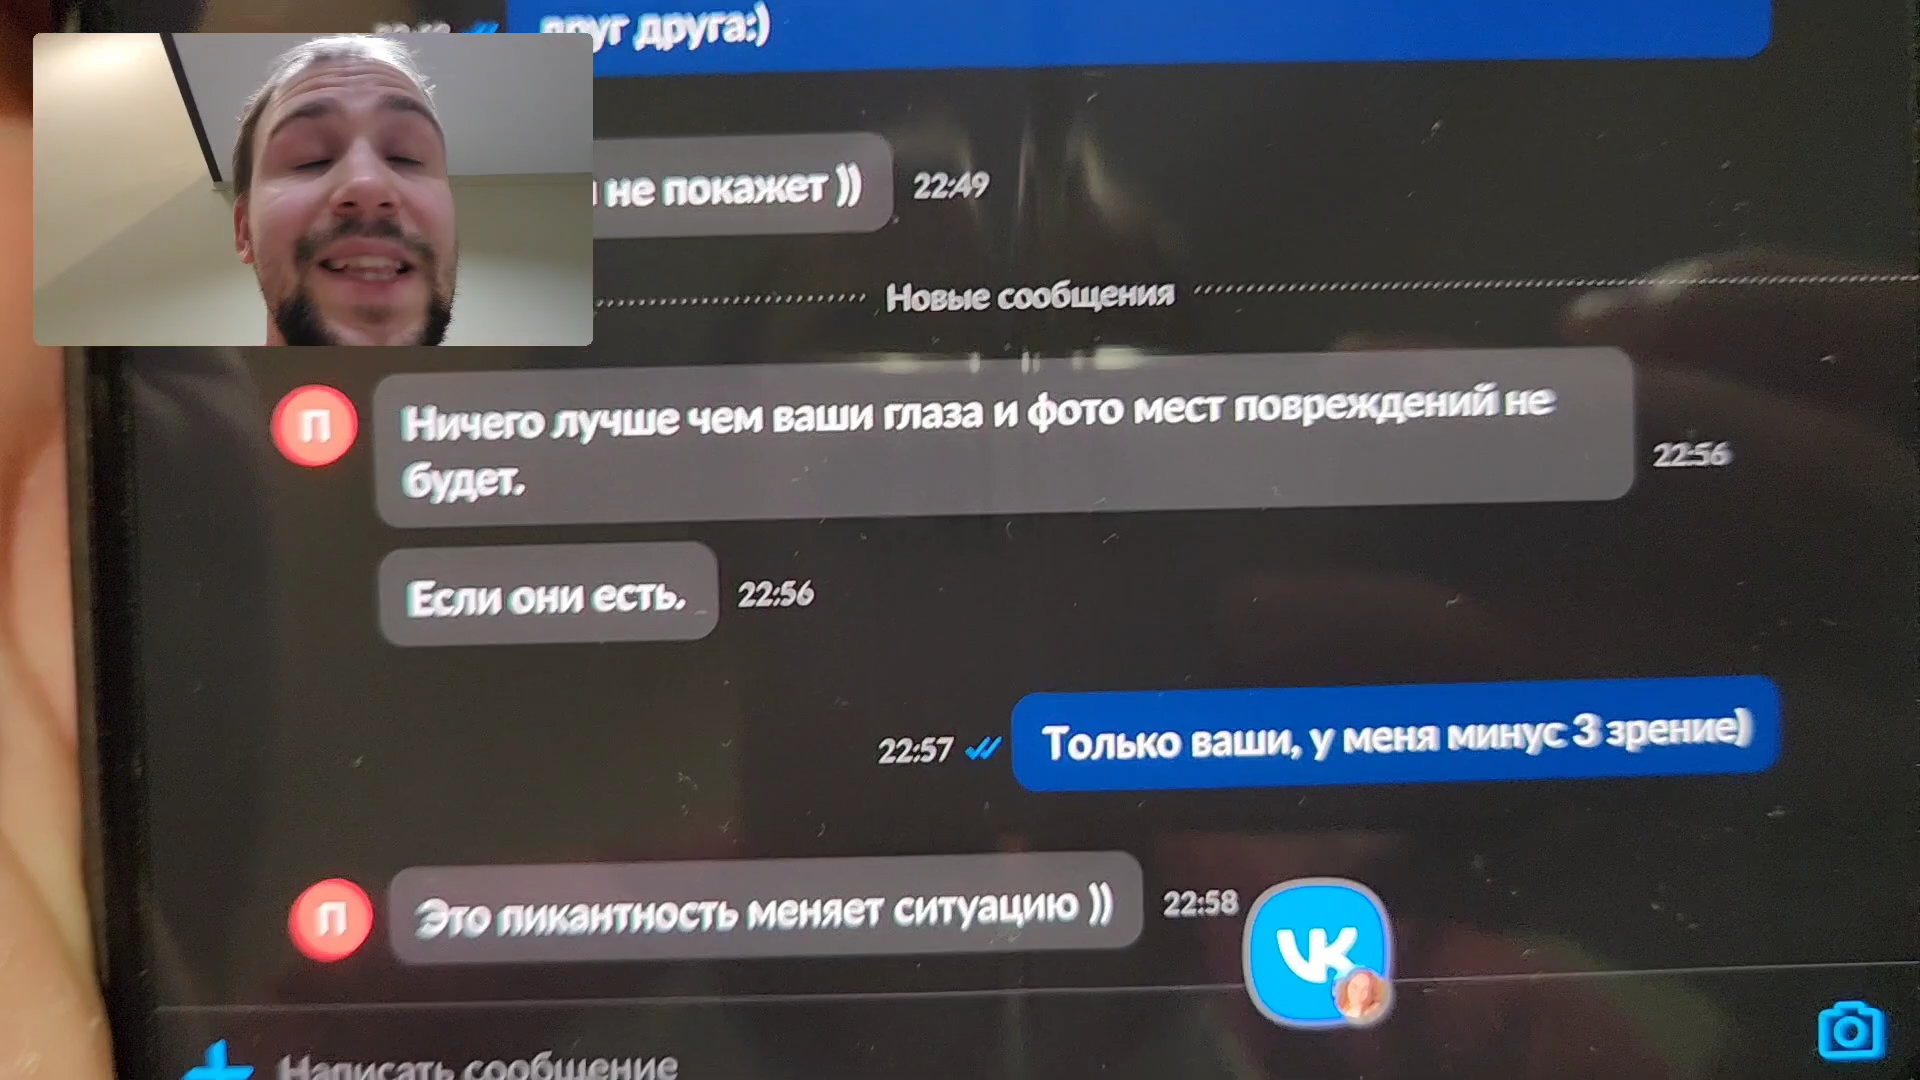 друг друга:)
не покажет ))
22:49
Новые сообщения
П
Ничего лучше чем ваши глаза и фото мест повреждений не
будет.
22:56
Если они есть.
22:56
22:57
Только ваши, у меня минус 3 зрение)
П
Это пикантность меняет ситуацию ))
22:58
Написать сообщение